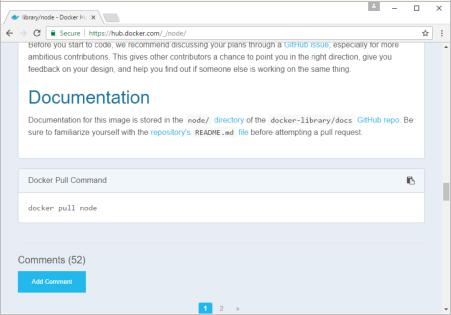 library/node - Docker Hu
Secure https://hub.docker.com/_/node/
Before you start to code, we recommend discussing your plans through a GitHub issue, especially for more
ambitious contributions. This gives other contributors a chance to point you in the right direction, give you
feedback on your design, and help you find out if someone else is working on the same thing.
Documentation
Documentation for this image is stored in the node/ directory of the docker-library/docs GitHub repo. Be
sure to familiarize yourself with the repository's README.md file before attempting a pull request.
Docker Pull Command
docker pull node
Comments (52)
Add Comment
1 2 »